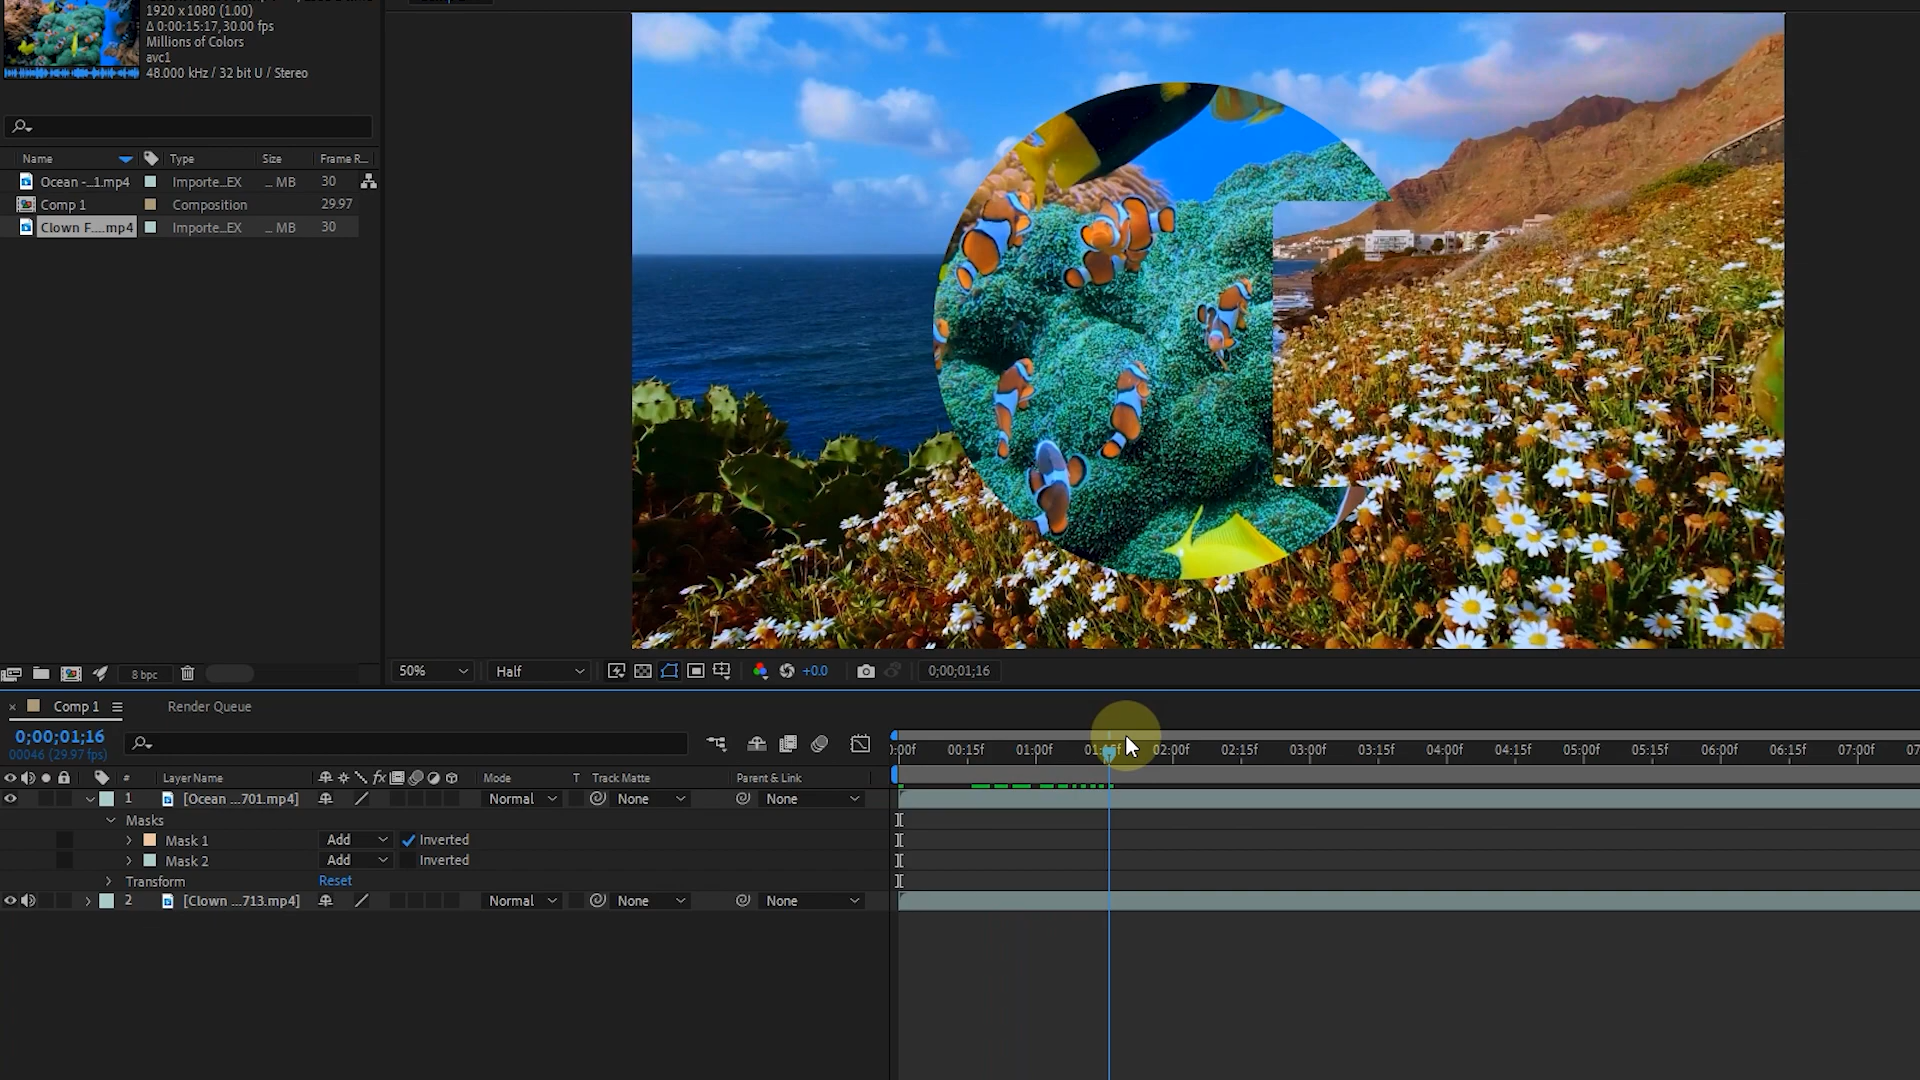 1920 x 1080 (1.00)
Δ 0:00:15:17, 30.00 fps
Millions of Colors
avc1
48.000 kHz / 32 bit U / Stereo
Name Type Size Frame R...
Ocean -...1.mp4 Importe...EX ... MB 30
Comp 1 Composition 29.97
Clown F....mp4 Importe...EX ... MB 30
8 bpc
50% Half +0.0 0;00;01;16
Comp 1 Render Queue
0;00;01;16
00046 (29.97 fps)
):00f 00:15f 01:00f 01:15f 02:00f 02:15f 03:00f 03:15f 04:00f 04:15f 05:00f 05:15f 06:00f 06:15f 07:00f 07
# Layer Name fx Mode T Track Matte Parent & Link
1 [Ocean ...701.mp4] Normal None None
Masks
Mask 1 Add Inverted
Mask 2 Add Inverted
Transform Reset
2 [Clown ...713.mp4] Normal None None